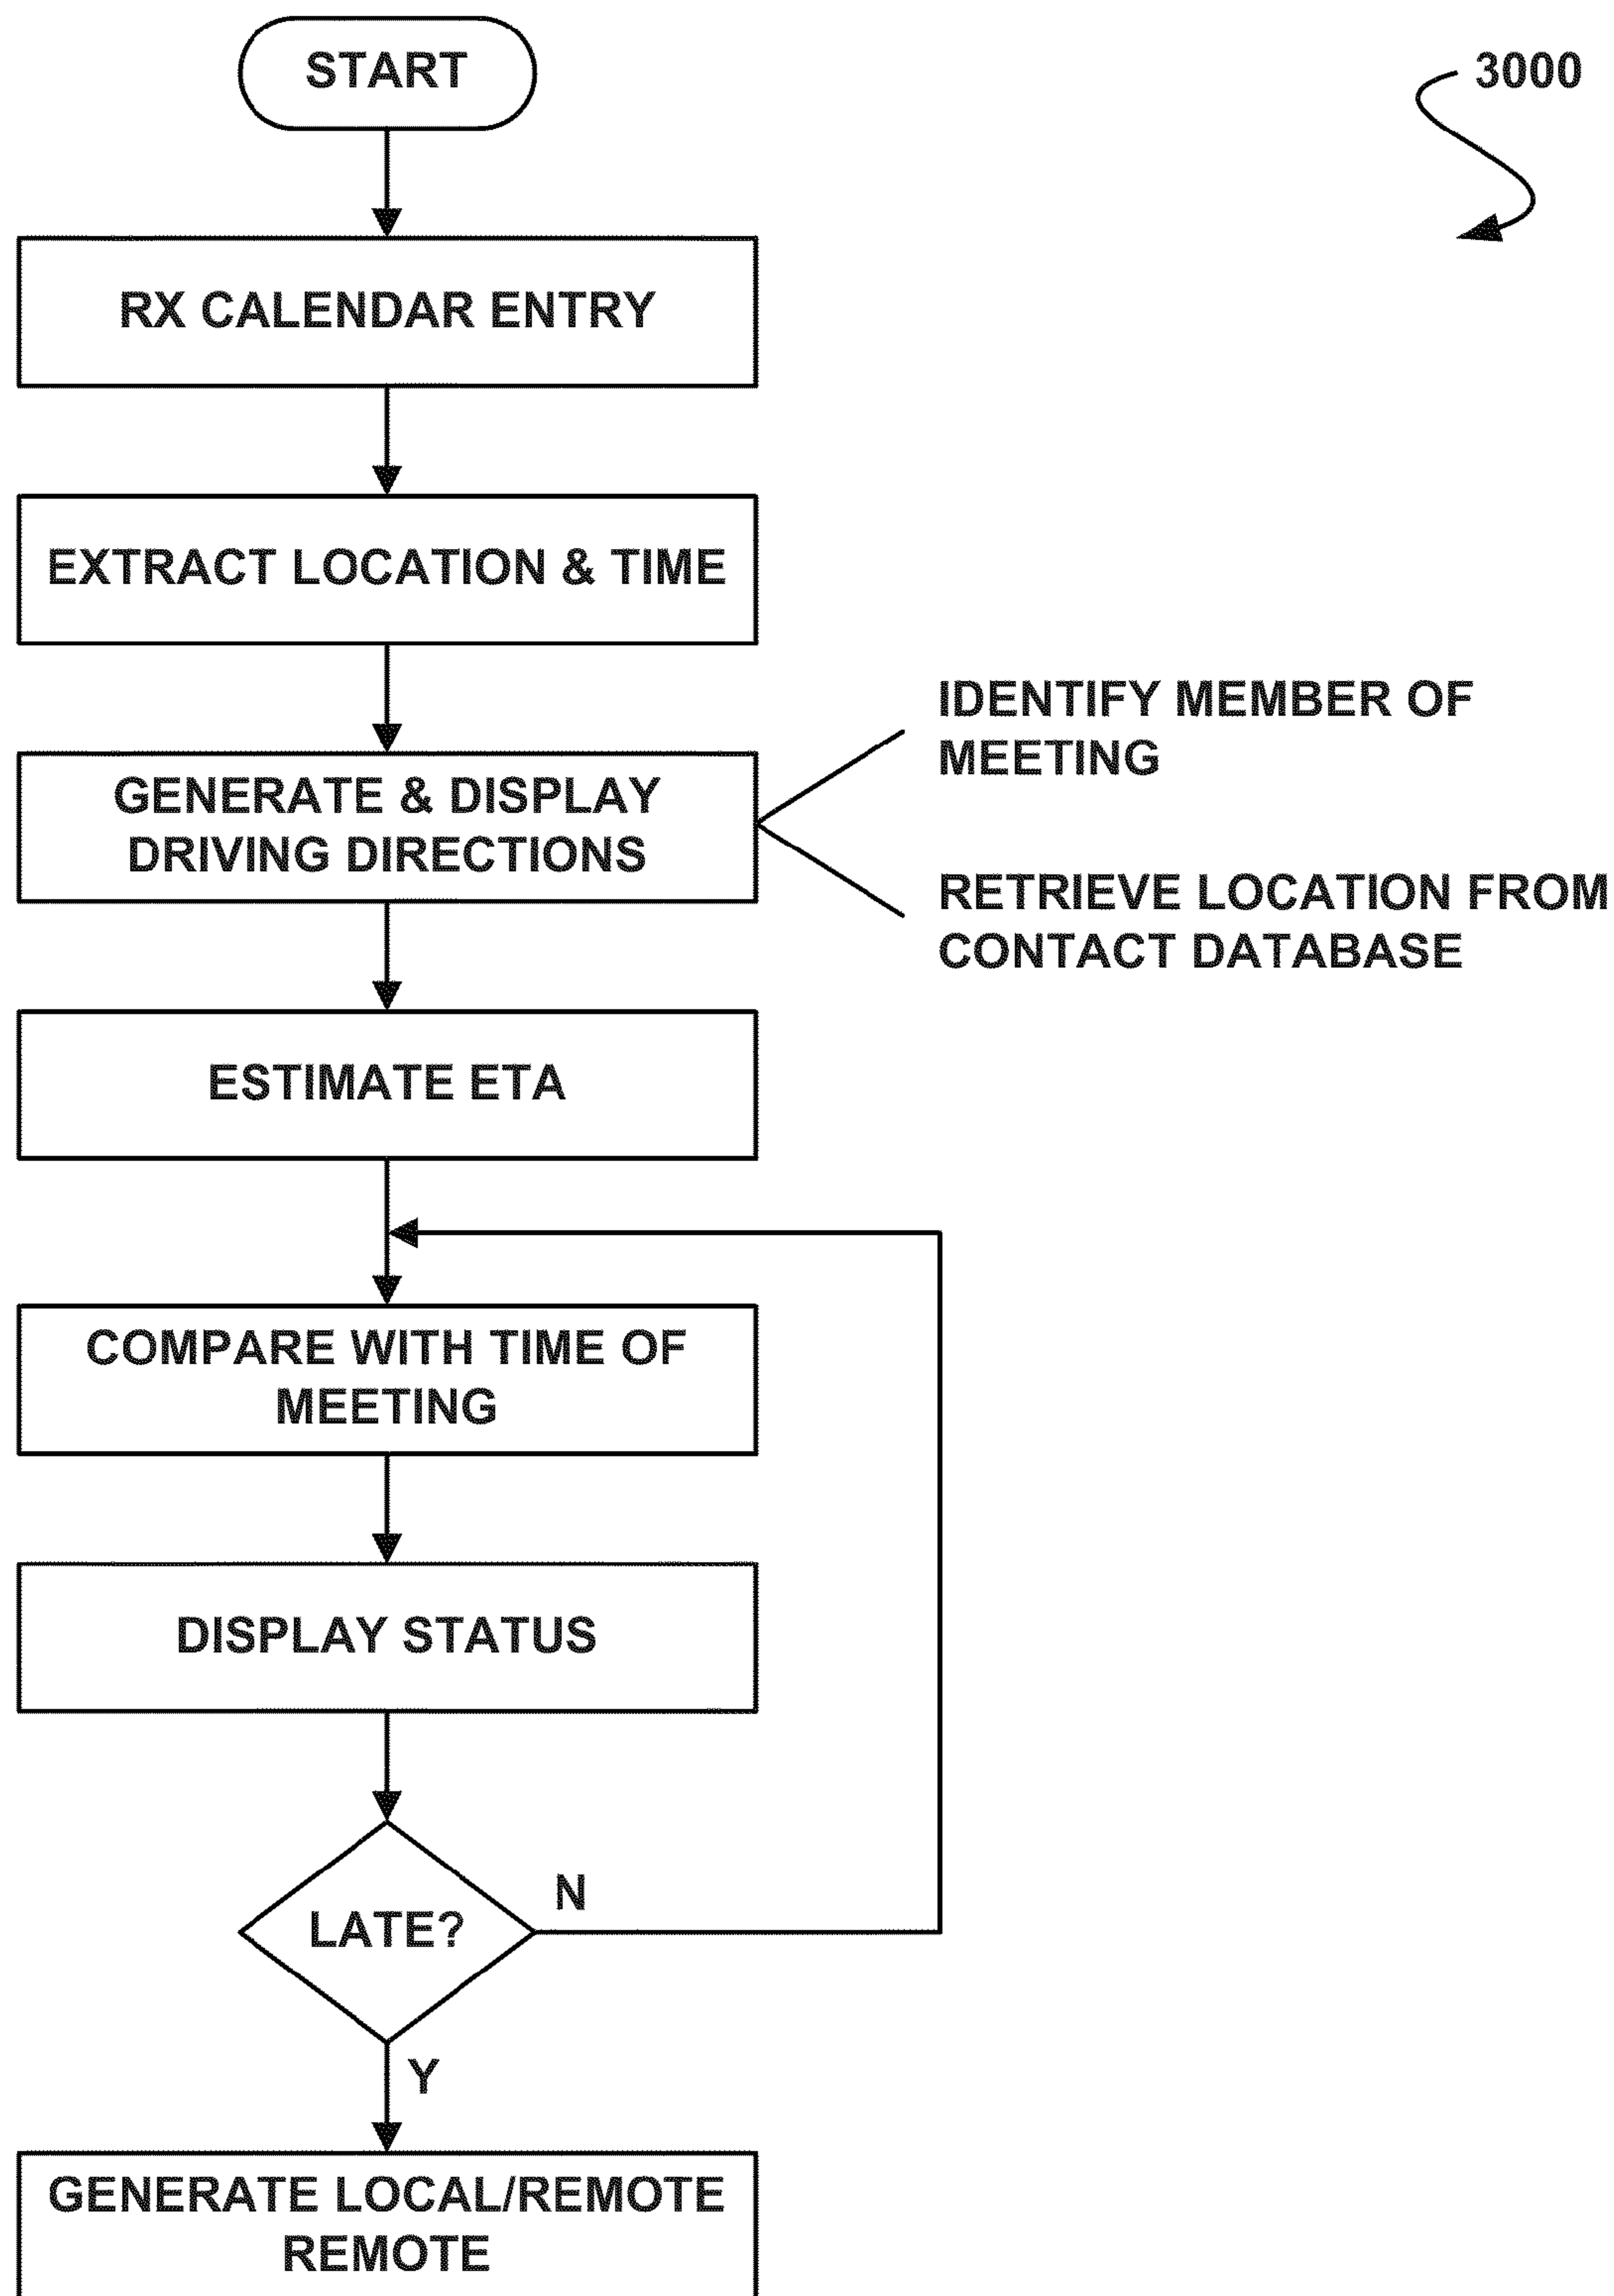 START
3000
RX CALENDAR ENTRY
EXTRACT LOCATION & TIME
GENERATE & DISPLAY
DRIVING DIRECTIONS
IDENTIFY MEMBER OF
MEETING
RETRIEVE LOCATION FROM
CONTACT DATABASE
ESTIMATE ETA
COMPARE WITH TIME OF
MEETING
DISPLAY STATUS
LATE?
N
Y
GENERATE LOCAL/REMOTE
REMOTE